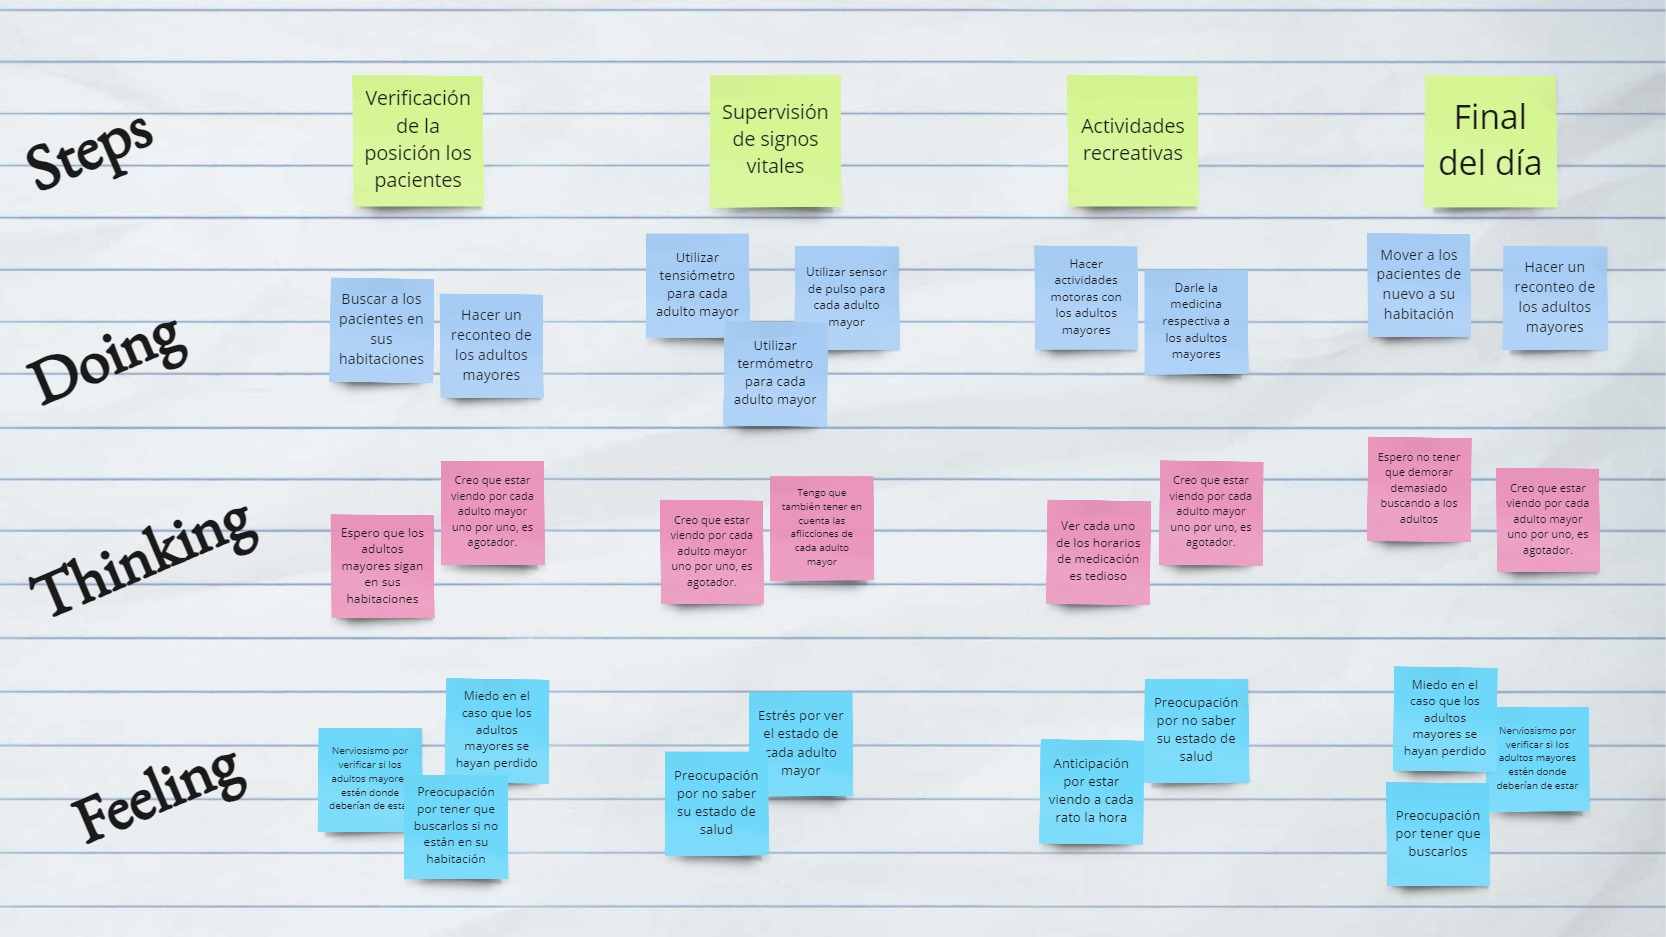 Steps
Verificación
de la
posición los
pacientes
Supervisión
de signos
vitales
Actividades
recreativas
Final
del día
Doing
Buscar a los
pacientes en
sus
habitaciones
Hacer un
reconteo de
los adultos
mayores
Utilizar
tensiómetro
para cada
adulto mayor
Utilizar sensor
de pulso para
cada adulto
mayor
Utilizar
termómetro
para cada
adulto mayor
Hacer
actividades
motoras con
los adultos
mayores
Darle la
medicina
respectiva a
los adultos
mayores
Mover a los
pacientes de
nuevo a su
habitación
Hacer un
reconteo de
los adultos
mayores
Thinking
Espero que los
adultos
mayores sigan
en sus
habitaciones
Creo que estar
viendo por cada
adulto mayor
uno por uno, es
agotador.
Creo que estar
viendo por cada
adulto mayor
uno por uno, es
agotador.
Tengo que
también tener en
cuenta las
aflicciones de
cada adulto
mayor
Ver cada uno
de los horarios
de medicación
es tedioso
Creo que estar
viendo por cada
adulto mayor
uno por uno, es
agotador.
Espero no tener
que demorar
demasiado
buscando a los
adultos
Creo que estar
viendo por cada
adulto mayor
uno por uno, es
agotador.
Feeling
Nerviosismo por
verificar si los
adultos mayore
estén donde
deberían de esta
Miedo en el
caso que los
adultos
mayores se
hayan perdido
Preocupación
por tener que
buscarlos si no
están en su
habitación
Preocupación
por no saber
su estado de
salud
Estrés por ver
el estado de
cada adulto
mayor
Anticipación
por estar
viendo a cada
rato la hora
Preocupación
por no saber
su estado de
salud
Miedo en el
caso que los
adultos
mayores se
hayan perdido
Nerviosismo por
verificar si los
adultos mayores
estén donde
deberían de estar
Preocupación
por tener que
buscarlos